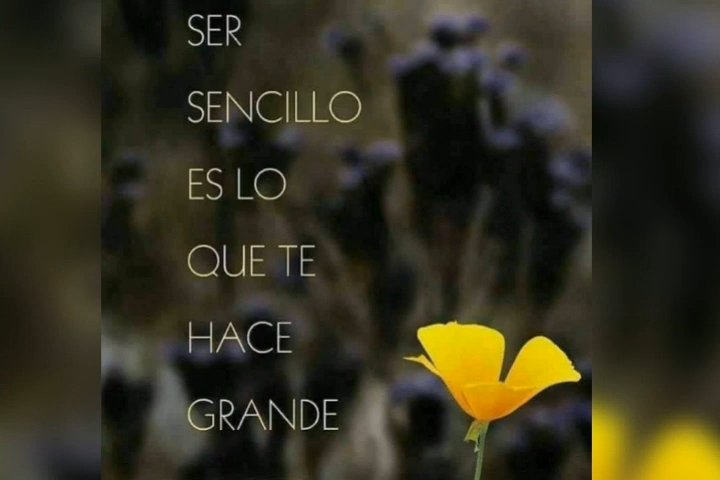 SER
SENCILLO
ES LO
QUE TE
HACE
GRANDE